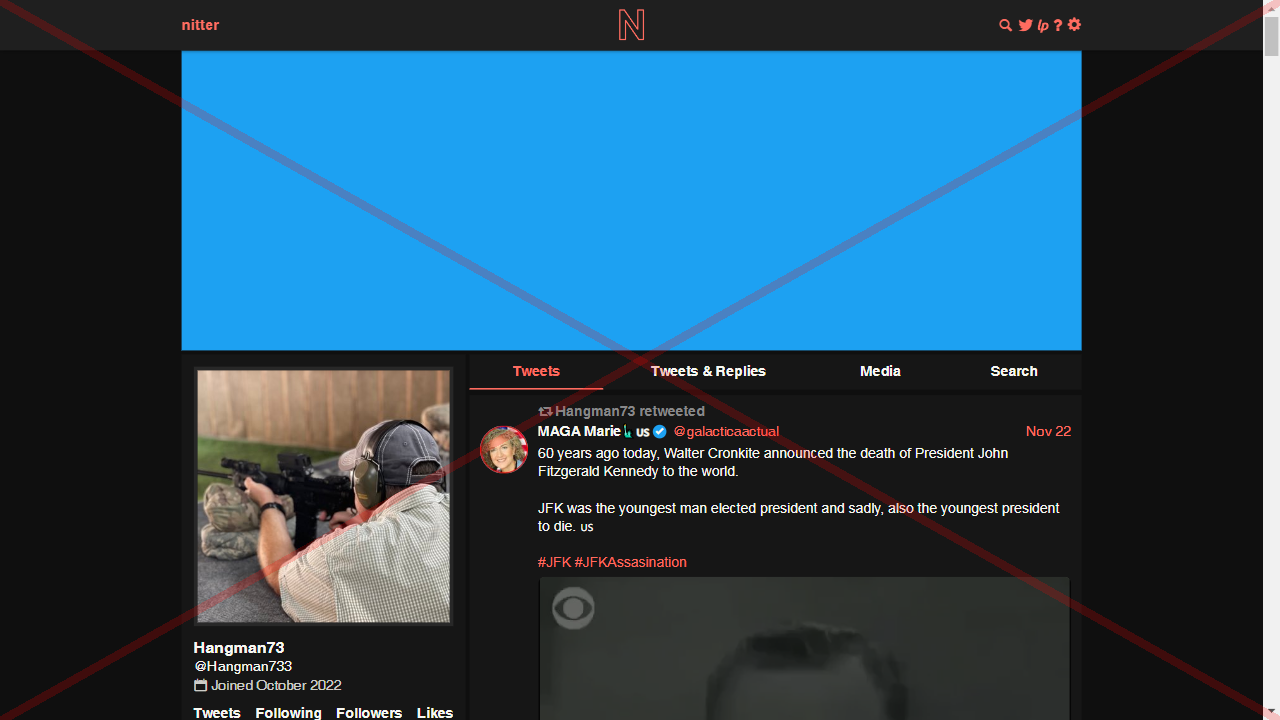 nitter
N
lp ?
Tweets
Tweets & Replies
Media
Search
Hangman73 retweeted
MAGA Marie us @galacticaactual
Nov 22
60 years ago today, Walter Cronkite announced the death of President John
Fitzgerald Kennedy to the world.
JFK was the youngest man elected president and sadly, also the youngest president
to die. us
#JFK #JFKAssasination
Hangman73
@Hangman733
Joined October 2022
Tweets Following Followers Likes